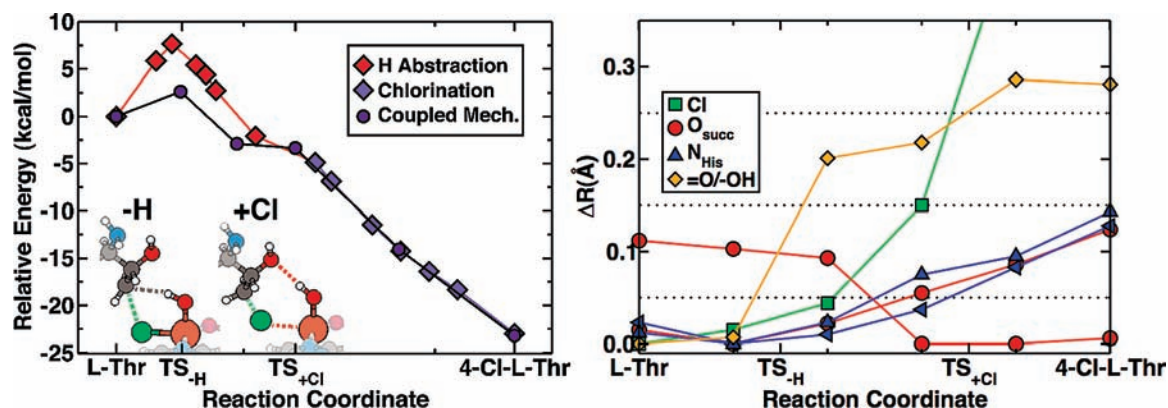 10
5
0
-5
-10
-15
-20
-25
Relative Energy (kcal/mol)
H Abstraction
Chlorination
Coupled Mech.
-H
+Cl
L-Thr
TS-H
TS+Cl
4-Cl-L-Thr
Reaction Coordinate
0.3
0.2
0.1
0.0
ΔR(Å)
Cl
Osucc
NHis
=O/-OH
L-Thr
TS-H
TS+Cl
4-Cl-L-Thr
Reaction Coordinate